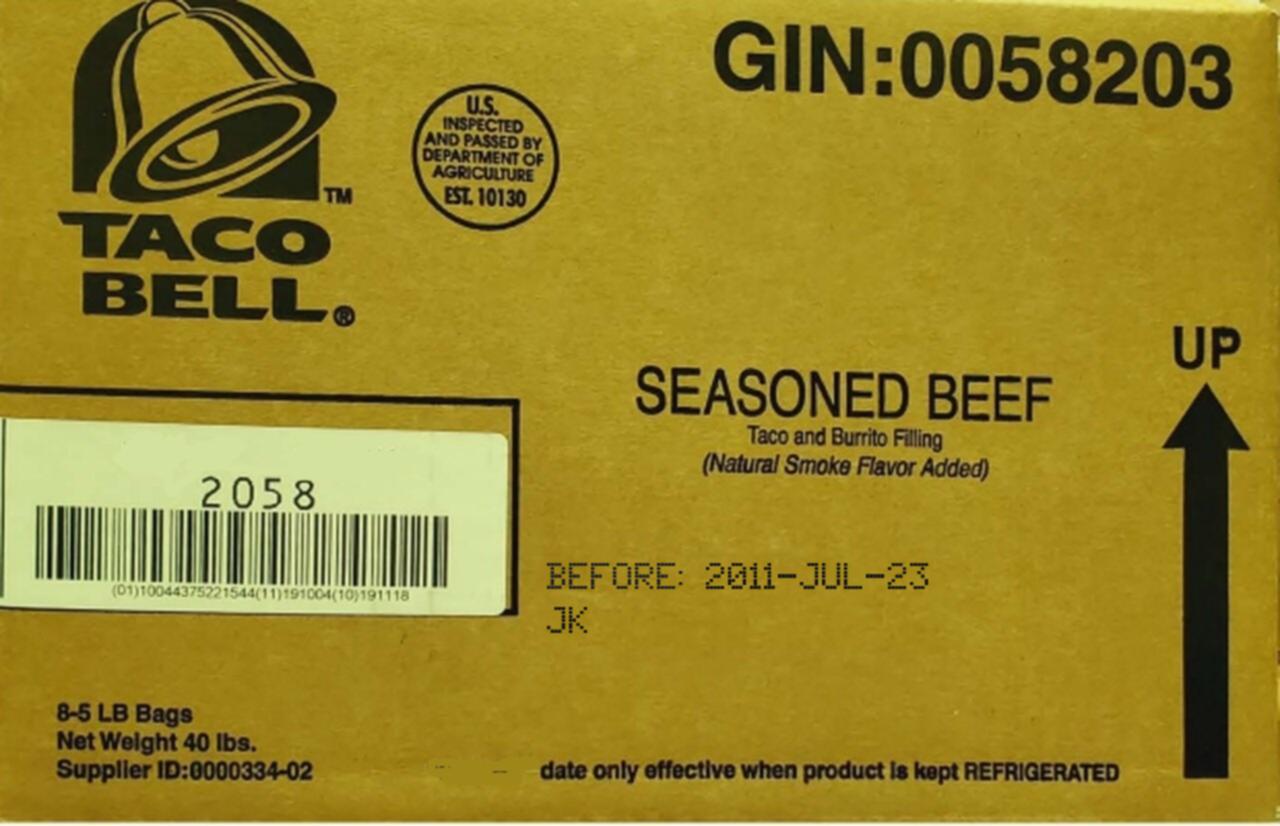 GIN:0058203
U.S.
INSPECTED
AND PASSED BY
DEPARTMENT OF
AGRICULTURE
EST. 10130
TM
TACO
BELL®
UP
SEASONED BEEF
Taco and Burrito Filling
(Natural Smoke Flavor Added)
2058
(01)10044375221544(11)191004(10)191118
BEFORE: 2011-JUL-23
JK
8-5 LB Bags
Net Weight 40 lbs.
Supplier ID:0000334-02
date only effective when product is kept REFRIGERATED